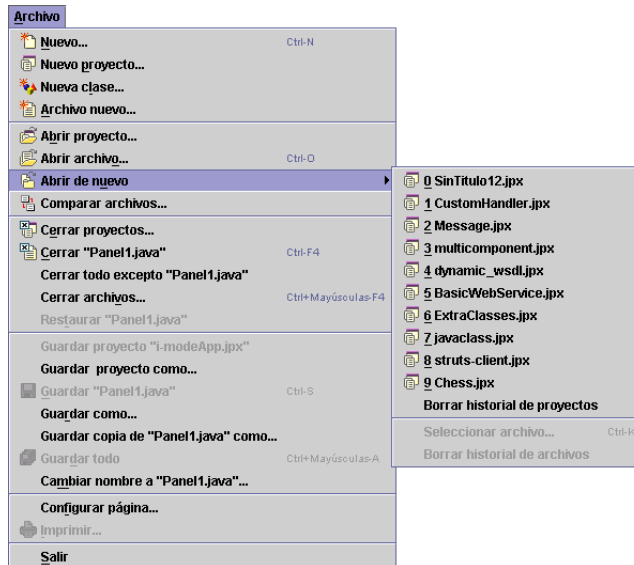 Archivo
Nuevo... Ctrl-N
Nuevo proyecto...
Nueva clase...
Archivo nuevo...
Abrir proyecto...
Abrir archivo... Ctrl-O
Abrir de nuevo
Comparar archivos...
Cerrar proyectos...
Cerrar "Panel1.java" Ctrl-F4
Cerrar todo excepto "Panel1.java"
Cerrar archivos... Ctrl+Mayúsculas-F4
Restaurar "Panel1.java"
Guardar proyecto "i-modeApp.jpx"
Guardar proyecto como...
Guardar "Panel1.java" Ctrl-S
Guardar como...
Guardar copia de "Panel1.java" como...
Guardar todo Ctrl+Mayúsculas-A
Cambiar nombre a "Panel1.java"...
Configurar página...
Imprimir...
Salir
0 SinTitulo12.jpx
1 CustomHandler.jpx
2 Message.jpx
3 multicomponent.jpx
4 dynamic_wsdl.jpx
5 BasicWebService.jpx
6 ExtraClasses.jpx
7 javaclass.jpx
8 struts-client.jpx
9 Chess.jpx
Borrar historial de proyectos
Seleccionar archivo...
Borrar historial de archivos